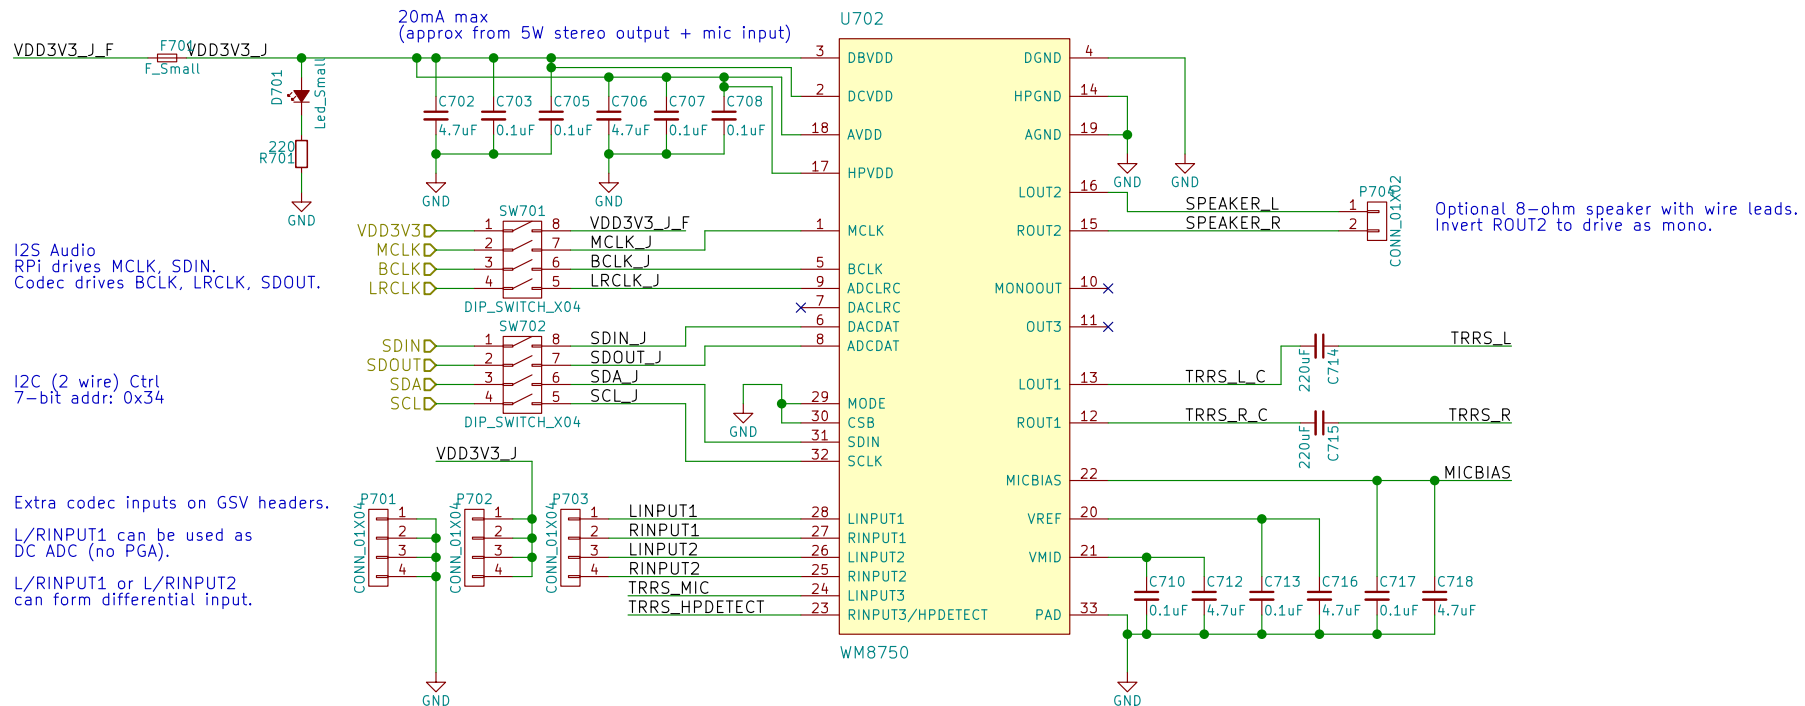 20mA max
(approx from 5W stereo output + mic input)
VDD3V3_J_F
F701
F_Small
VDD3V3_J
D701
Led_Small
220
R701
GND
C702
4.7uF
C703
0.1uF
C705
0.1uF
C706
4.7uF
C707
0.1uF
C708
0.1uF
GND
GND
I2S Audio
RPi drives MCLK, SDIN.
Codec drives BCLK, LRCLK, SDOUT.
SW701
VDD3V3 1 8 VDD3V3_J_F
MCLK 2 7 MCLK_J
BCLK 3 6 BCLK_J
LRCLK 4 5 LRCLK_J
DIP_SWITCH_X04
SW702
SDIN 1 8 SDIN_J
SDOUT 2 7 SDOUT_J
SDA 3 6 SDA_J
SCL 4 5 SCL_J
DIP_SWITCH_X04
I2C (2 wire) Ctrl
7-bit addr: 0x34
GND
VDD3V3_J
Extra codec inputs on GSV headers.
L/RINPUT1 can be used as
DC ADC (no PGA).
L/RINPUT1 or L/RINPUT2
can form differential input.
P701
CONN_01X04
1
2
3
4
P702
CONN_01X04
1
2
3
4
P703
CONN_01X04
1
2
3
4
GND
LINPUT1
RINPUT1
LINPUT2
RINPUT2
TRRS_MIC
TRRS_HPDETECT
U702
3 DBVDD
2 DCVDD
18 AVDD
17 HPVDD
1 MCLK
5 BCLK
9 ADCLRC
7 DACLRC
6 DACDAT
8 ADCDAT
29 MODE
30 CSB
31 SDIN
32 SCLK
28 LINPUT1
27 RINPUT1
26 LINPUT2
25 RINPUT2
24 LINPUT3
23 RINPUT3/HPDETECT
WM8750
DGND 4
HPGND 14
AGND 19
LOUT2 16
ROUT2 15
MONOOUT 10
OUT3 11
LOUT1 13
ROUT1 12
MICBIAS 22
VREF 20
VMID 21
PAD 33
GND
GND
SPEAKER_L
SPEAKER_R
P704
1
2
CONN_01X02
Optional 8-ohm speaker with wire leads.
Invert ROUT2 to drive as mono.
TRRS_L_C
220uF
C714
TRRS_L
TRRS_R_C
220uF
C715
TRRS_R
MICBIAS
C710
0.1uF
C712
4.7uF
C713
0.1uF
C716
4.7uF
C717
0.1uF
C718
4.7uF
GND